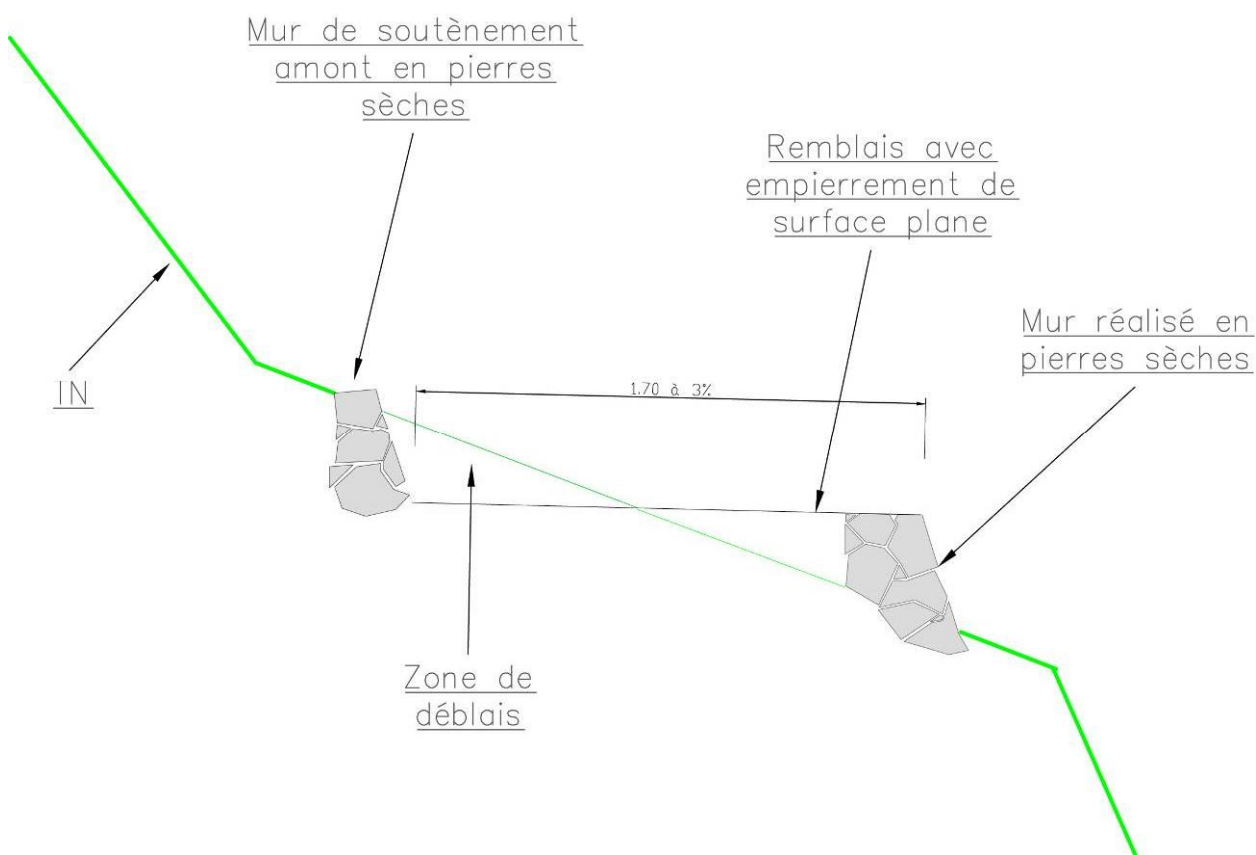 Mur de soutènement
amont en pierres
sèches
Remblais avec
empierrement de
surface plane
Mur réalisé en
pierres sèches
IN
1.70 à 3%
Zone de
déblais